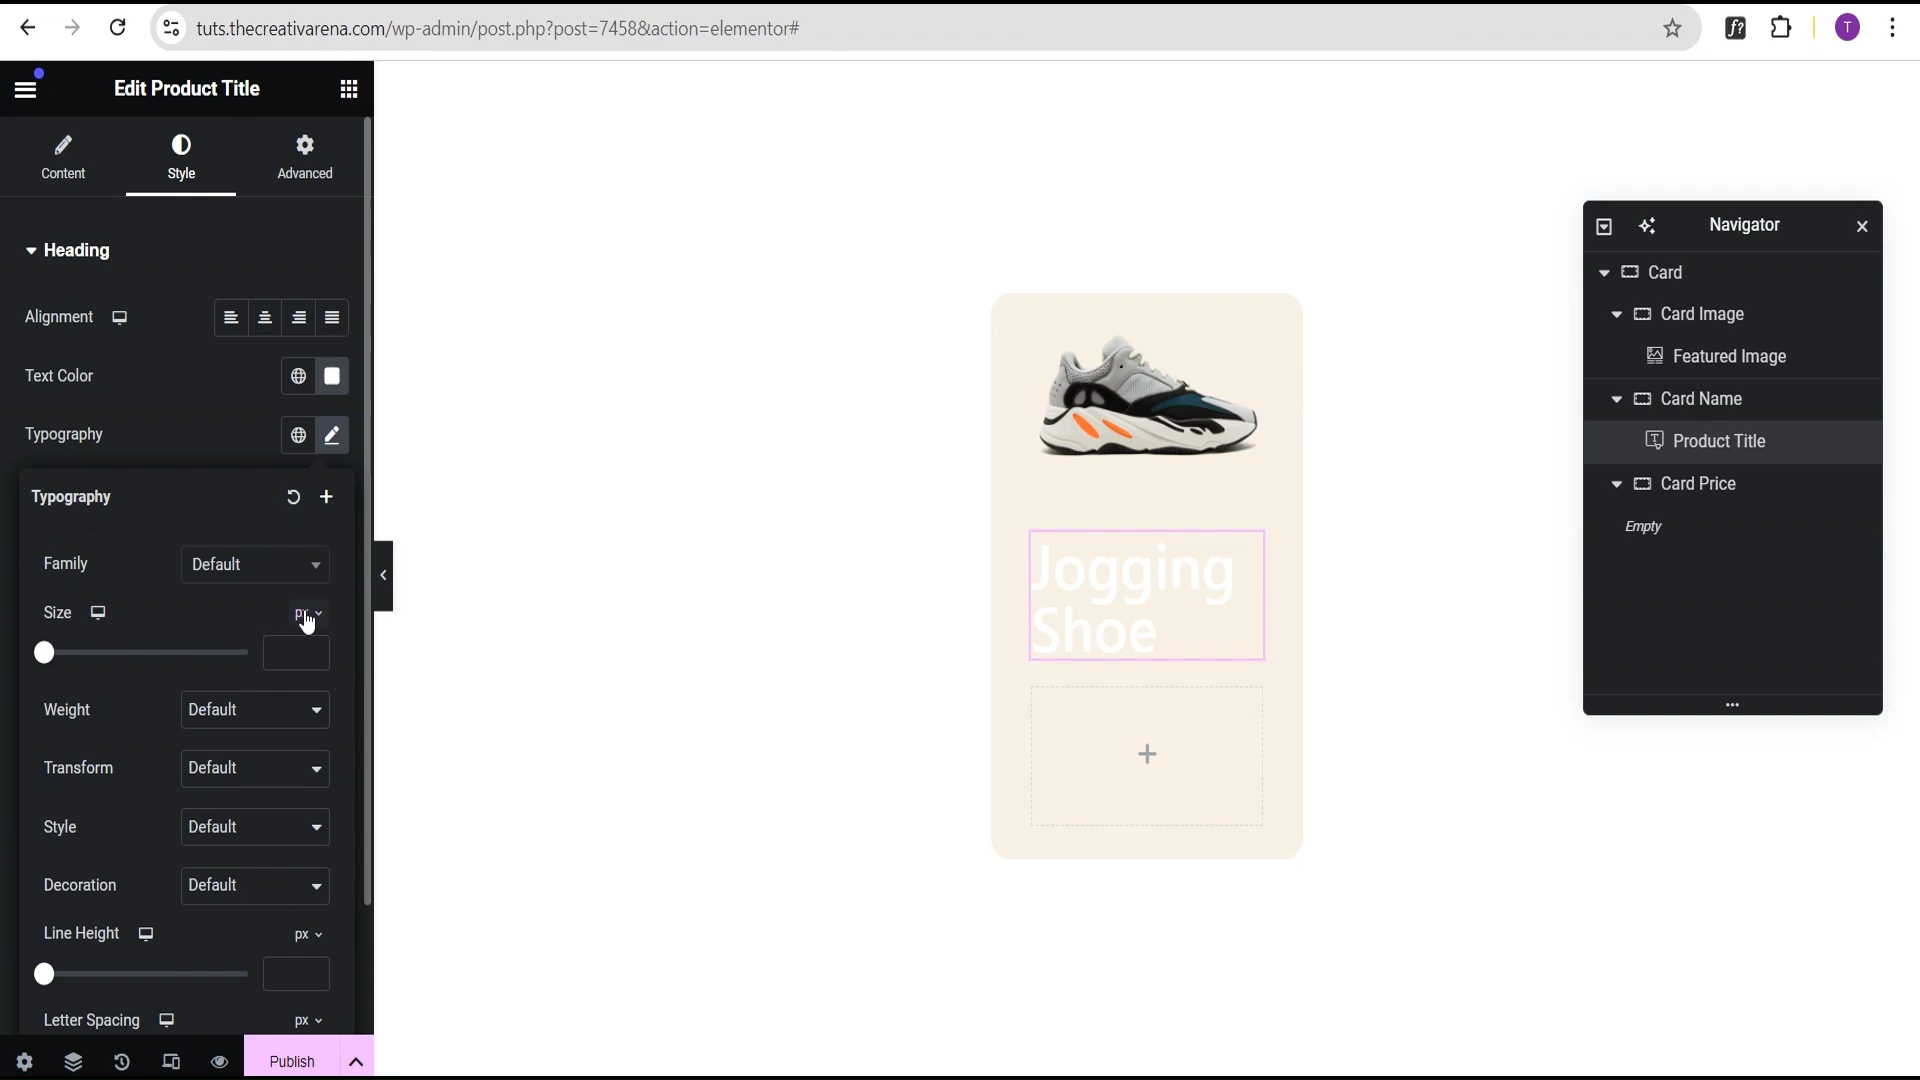 tuts.thecreativarena.com/wp-admin/post.php?post=7458&action=elementor#
f?
T
Edit Product Title
Content
Style
Advanced
Heading
Alignment
Text Color
Typography
Typography
Family
Default
Size
px
Weight
Default
Transform
Default
Style
Default
Decoration
Default
Line Height
px
Letter Spacing
px
Publish
Jogging
Shoe
Navigator
Card
Card Image
Featured Image
Card Name
Product Title
Card Price
Empty